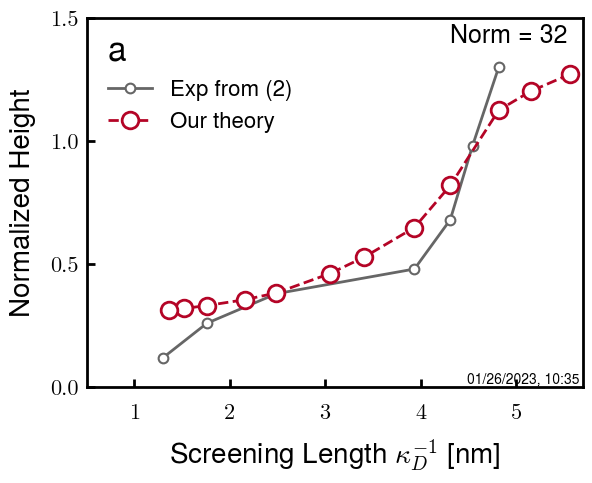 Norm = 32
a
Exp from (2)
Our theory
Normalized Height
1.5
1.0
0.5
0.0
01/26/2023, 10:35
1 2 3 4 5
Screening Length κ_D^{-1} [nm]